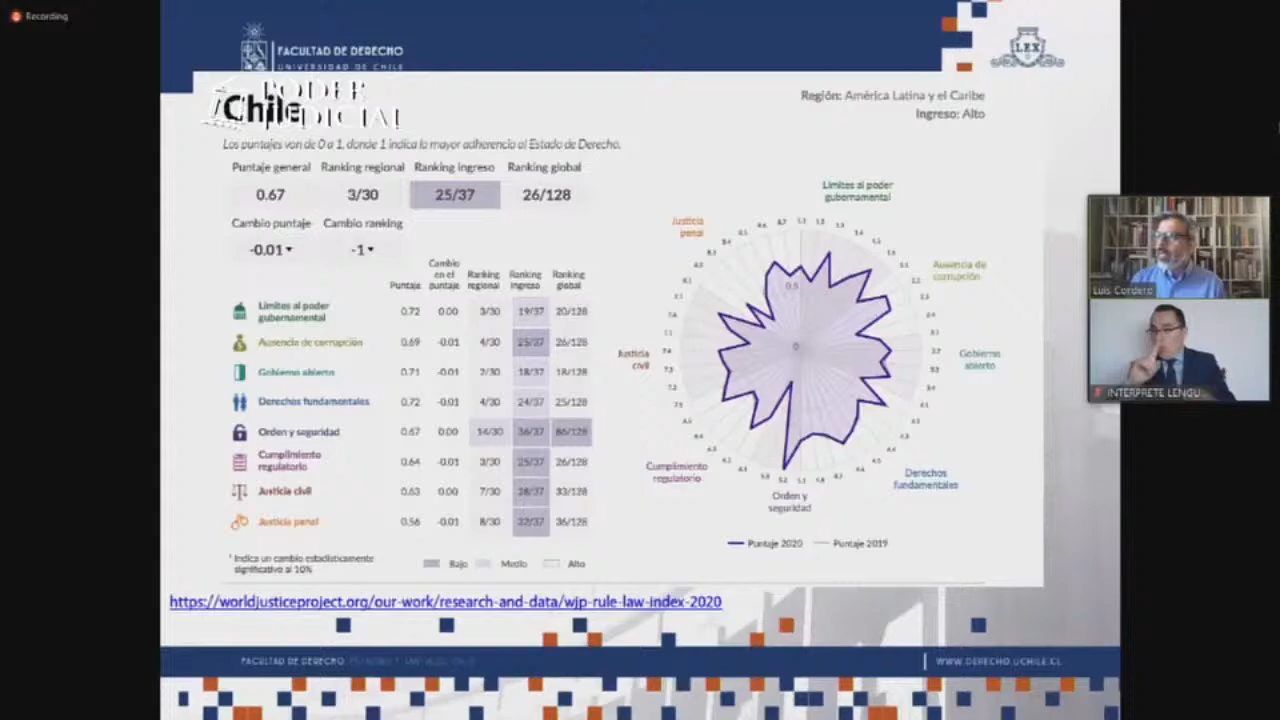 Recording
FACULTAD DE DERECHO
UNIVERSIDAD DE CHILE
LEX
PODER
JUDICIAL
Chile
Región: América Latina y el Caribe
Ingreso: Alto
Los puntajes van de 0 a 1, donde 1 indica la mayor adherencia al Estado de Derecho.
Puntaje general Ranking regional Ranking ingreso Ranking global
0.67 3/30 25/37 26/128
Cambio puntaje Cambio ranking
-0.01 -1
Puntaje Cambio en el puntaje Ranking regional Ranking ingreso Ranking global
Límites al poder gubernamental 0.72 0.00 3/30 19/37 20/128
Ausencia de corrupción 0.69 -0.01 4/30 25/37 26/128
Gobierno abierto 0.71 -0.01 2/30 18/37 18/128
Derechos fundamentales 0.72 -0.01 4/30 24/37 25/128
Orden y seguridad 0.67 0.00 14/30 36/37 86/128
Cumplimiento regulatorio 0.64 -0.01 3/30 25/37 26/128
Justicia civil 0.63 0.00 7/30 28/37 33/128
Justicia penal 0.56 -0.01 8/30 32/37 36/128
* Indica un cambio estadísticamente
significativo al 10%
Bajo Medio Alto
Límites al poder
gubernamental
Ausencia de
corrupción
Gobierno
abierto
Derechos
fundamentales
Orden y
seguridad
Cumplimiento
regulatorio
Justicia
civil
Justicia
penal
0.5
0
Puntaje 2020 Puntaje 2019
https://worldjusticeproject.org/our-work/research-and-data/wjp-rule-law-index-2020
FACULTAD DE DERECHO
WWW.DERECHO.UCHILE.CL
Luis Cordero
INTERPRETE LENGU